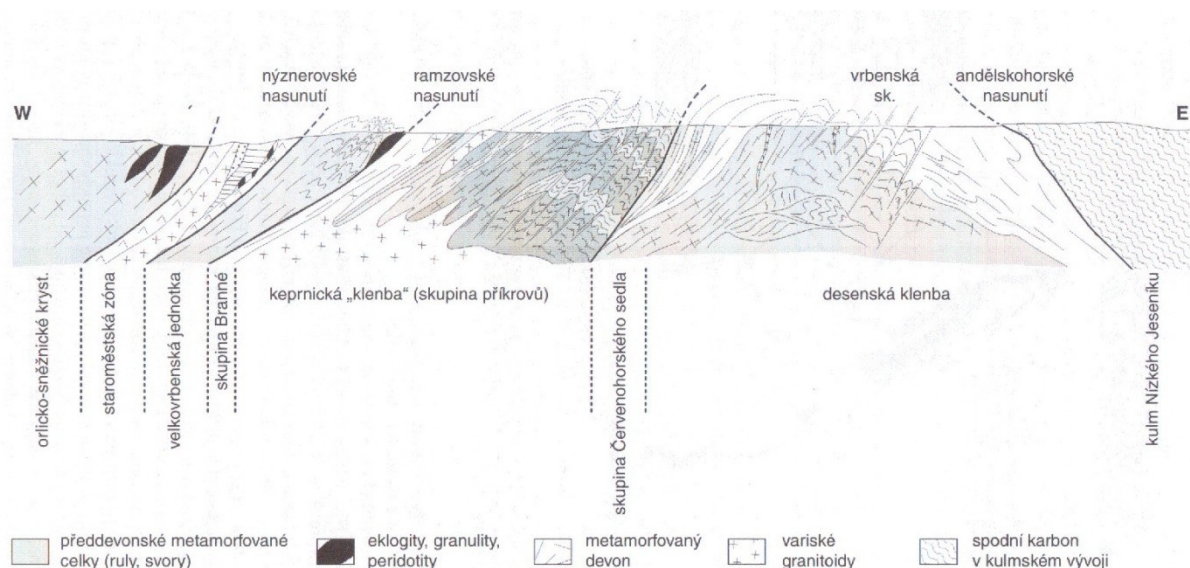 nýznerovské
nasunutí
ramzovské
nasunutí
vrbenská
sk.
andělskohorské
nasunutí
W
E
orlicko-sněžnické kryst.
staroměstská zóna
velkovrbenská jednotka
skupina Branné
keprnická „klenba“ (skupina příkrovů)
skupina Červenohorského sedla
desenská klenba
kulm Nízkého Jeseníku
předdevonské metamorfované
celky (ruly, svory)
eklogity, granulity,
peridotity
metamorfovaný
devon
variské
granitoidy
spodní karbon
v kulmském vývoji